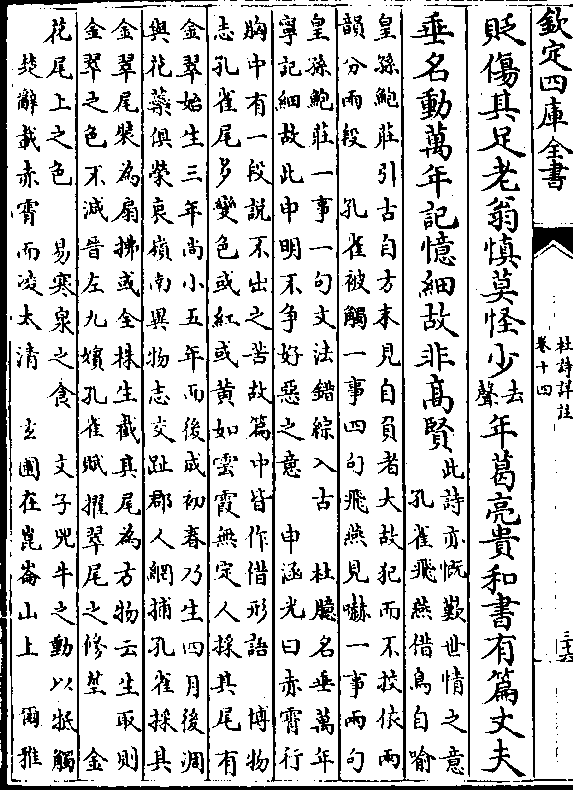 欽定四庫全書
杜詩詳註
卷十四
三十六
貶傷其足老翁慎莫怪少去聲年葛亮貴和書有篇丈夫
垂名動萬年記憶細故非高賢
此詩亦慨歎世情之意
孔雀飛燕借鳥自喻
皇孫鮑莊引古自方末見自負者大故犯而不挍依兩
韻分兩段　孔雀被觸一事四句飛燕見嚇一事兩句
皇孫鮑莊一事一句文法錯綜入古　杜臆名垂萬年
寧記細故此申明不爭好惡之意　申涵光曰赤霄行
胸中有一段說不出之苦故篇中皆作借形語　博物
志孔雀尾多變色或紅或黃如雲霞無定人採其尾有
金翠始生三年尚小五年而後成初春乃生四月後凋
與花蘂俱榮衰嶺南異物志交趾郡人網捕孔雀採其
金翠尾裝為扇拂或全株生截其尾為方物云生取則
金翠之色不減晉左九嬪孔雀賦擢翠尾之修莖　金
花尾上之色　易寒泉之食　文子兕牛之動以牴觸
楚辭載赤霄而凌太清　玄圃在崑崙山上　爾雅